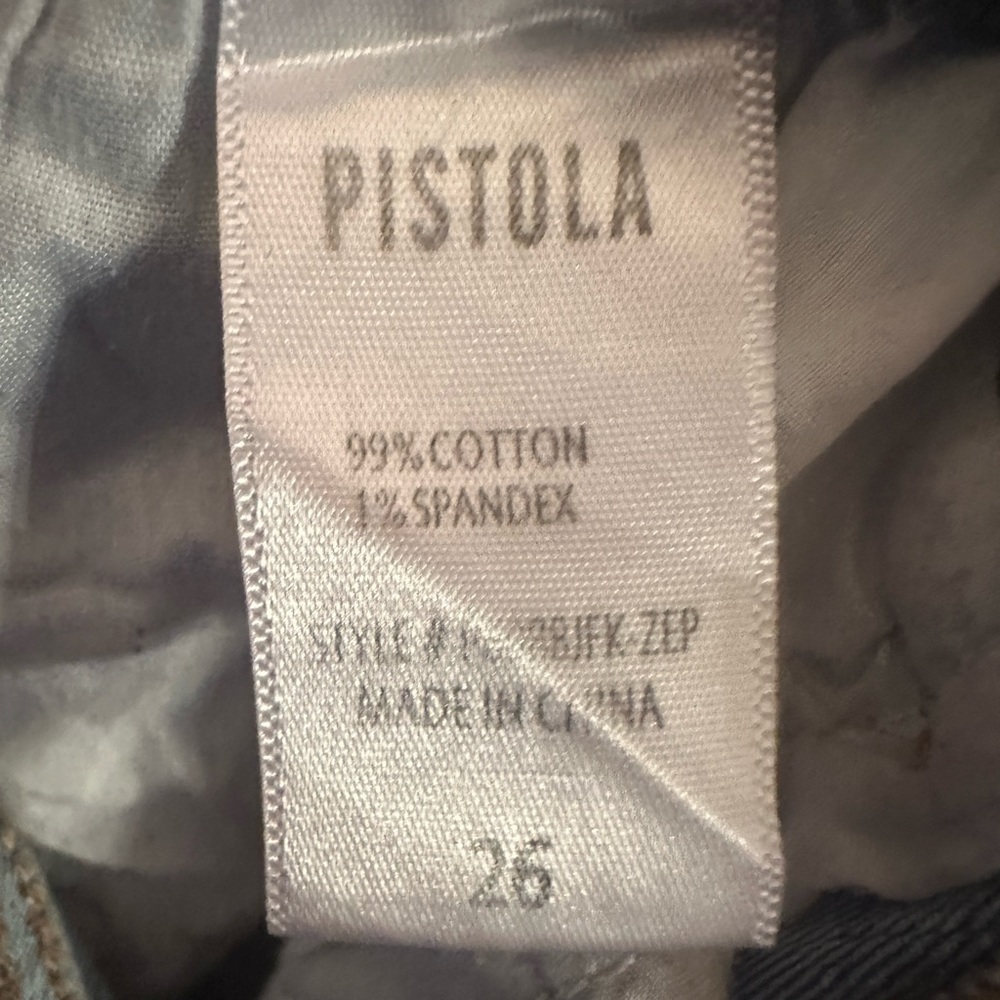 PISTOLA
99% COTTON
1% SPANDEX
STYLE #
MADE IN CHINA
26